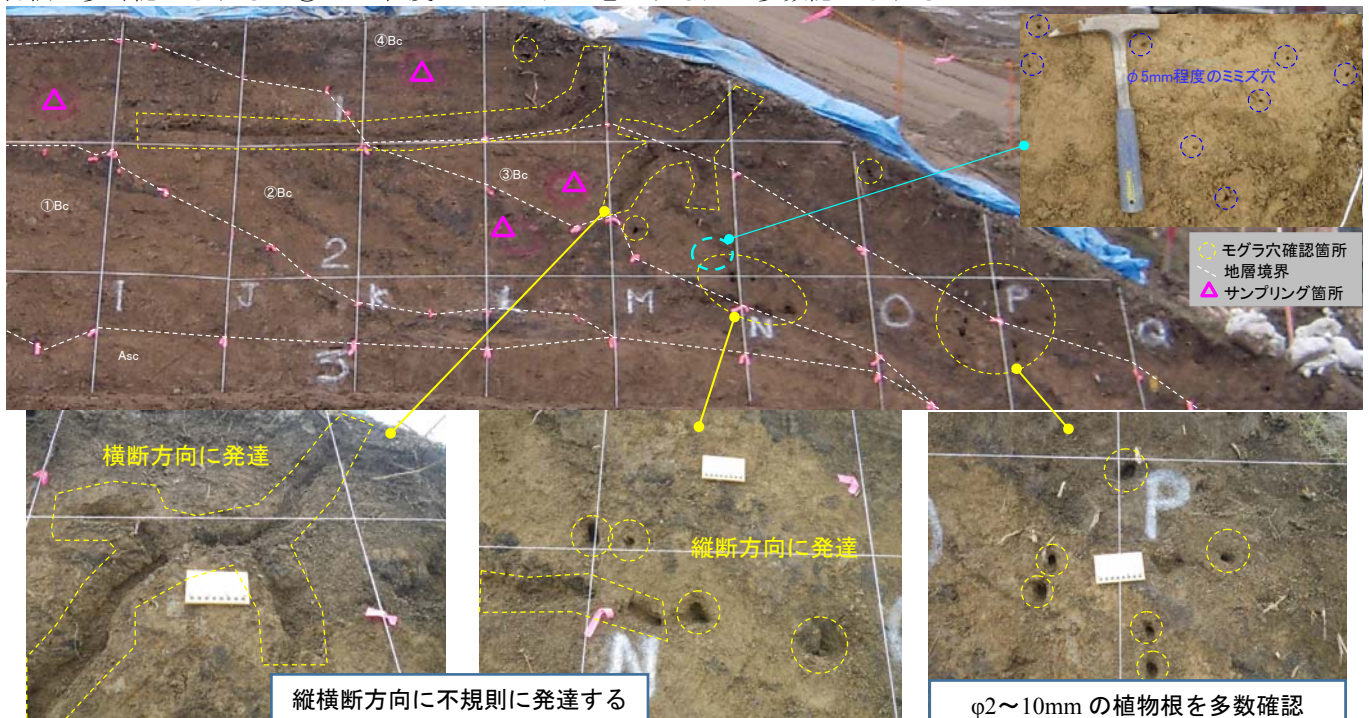 ④Bc
φ5mm程度のミミズ穴
①Bc
②Bc
③Bc
1
2
モグラ穴確認箇所
地層境界
サンプリング箇所
I
J
K
L
M
N
O
P
Q
Asc
3
横断方向に発達
縦断方向に発達
P
N
縦横断方向に不規則に発達する
φ2~10mm の植物根を多数確認